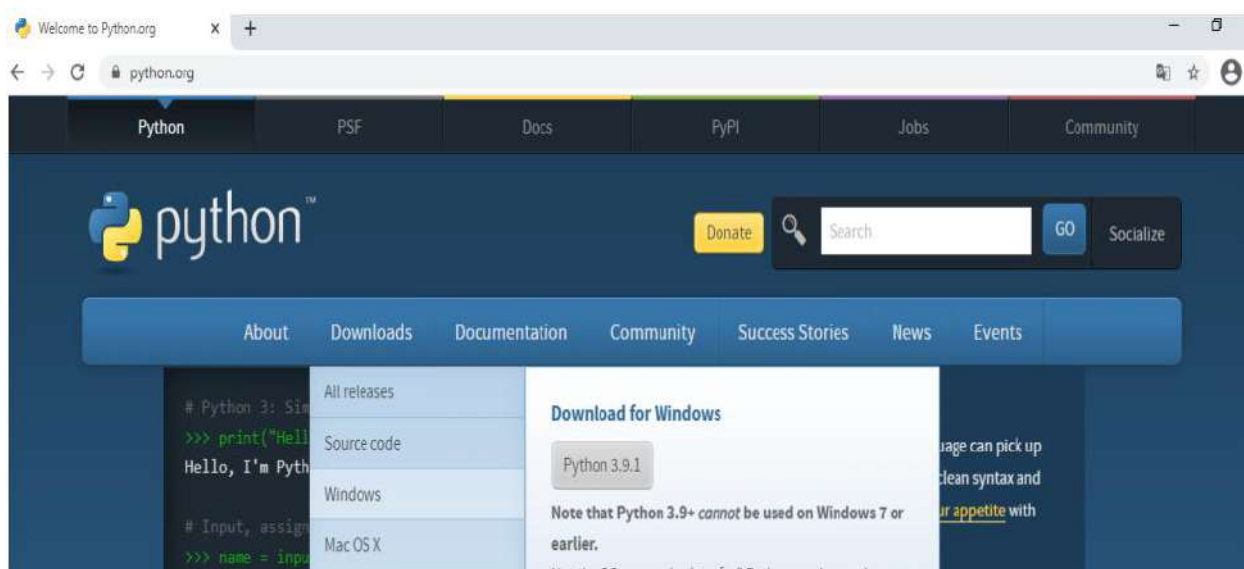 Welcome to Python.org
python.org
Python PSF Docs PyPI Jobs Community
python™
Donate Search GO Socialize
About Downloads Documentation Community Success Stories News Events
# Python 3: Sim
>>> print("Hell
Hello, I'm Pyth
# Input, assign
>>> name = inpu
All releases
Source code
Windows
Mac OS X
Download for Windows
Python 3.9.1
Note that Python 3.9+ cannot be used on Windows 7 or
earlier.
uage can pick up
clean syntax and
ur appetite with